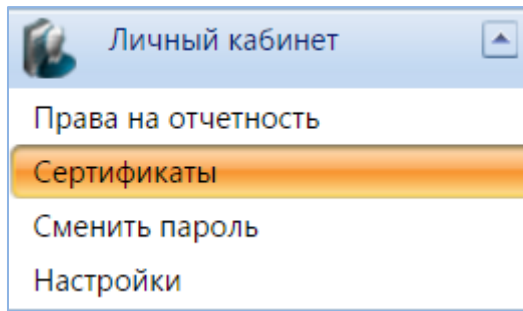 Личный кабинет
Права на отчетность
Сертификаты
Сменить пароль
Настройки